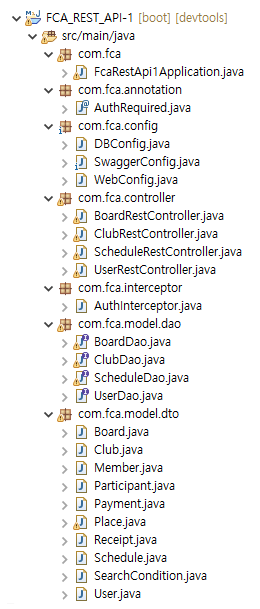 FCA_REST_API-1 [boot] [devtools]
src/main/java
com.fca
FcaRestApi1Application.java
com.fca.annotation
AuthRequired.java
com.fca.config
DBConfig.java
SwaggerConfig.java
WebConfig.java
com.fca.controller
BoardRestController.java
ClubRestController.java
ScheduleRestController.java
UserRestController.java
com.fca.interceptor
AuthInterceptor.java
com.fca.model.dao
BoardDao.java
ClubDao.java
ScheduleDao.java
UserDao.java
com.fca.model.dto
Board.java
Club.java
Member.java
Participant.java
Payment.java
Place.java
Receipt.java
Schedule.java
SearchCondition.java
User.java